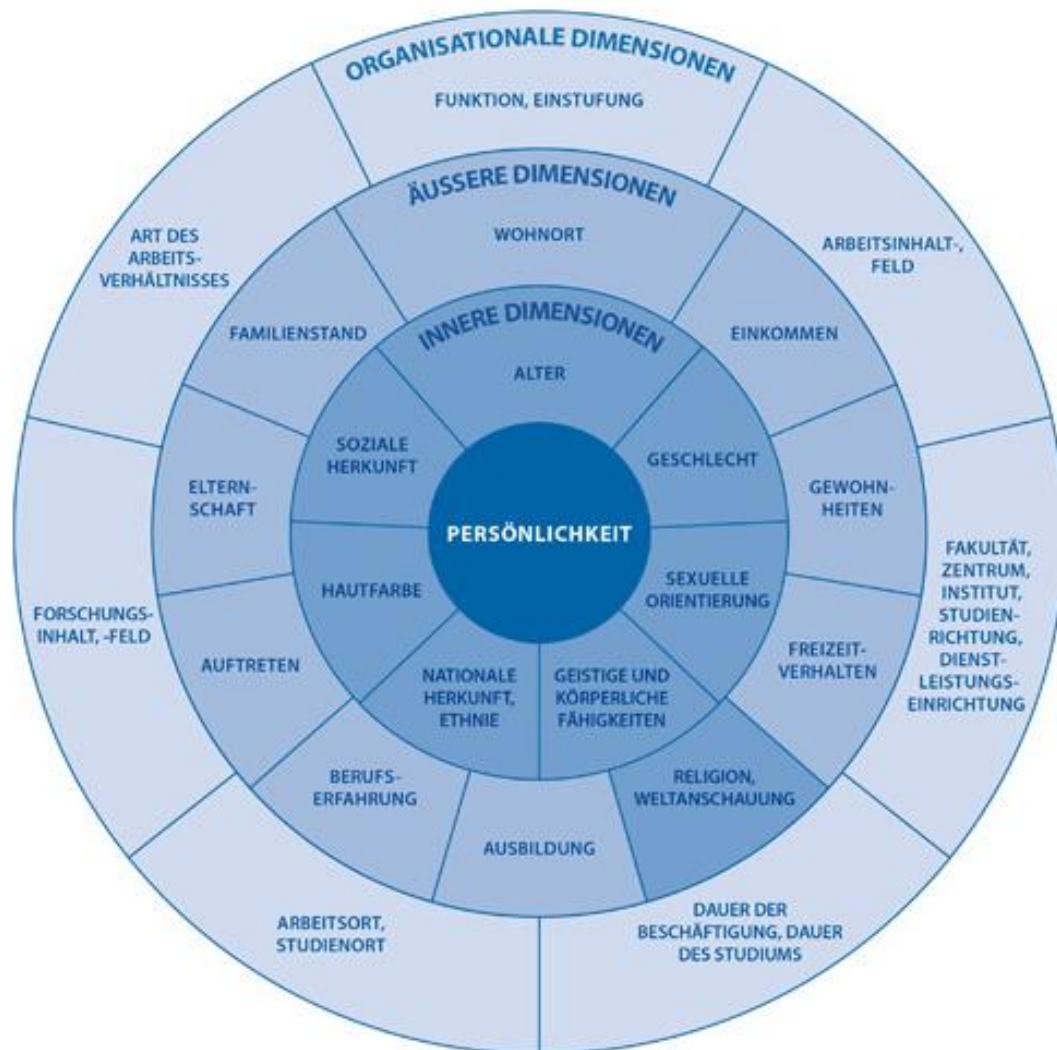 ORGANISATIONALE DIMENSIONEN
FUNKTION, EINSTUFUNG
ARBEITSINHALT-,
FELD
FAKULTÄT,
ZENTRUM,
INSTITUT,
STUDIEN-
RICHTUNG,
DIENST-
LEISTUNGS-
EINRICHTUNG
DAUER DER
BESCHÄFTIGUNG, DAUER
DES STUDIUMS
ARBEITSORT,
STUDIENORT
FORSCHUNGS-
INHALT, -FELD
ART DES
ARBEITS-
VERHÄLTNISSES
ÄUSSERE DIMENSIONEN
WOHNORT
EINKOMMEN
GEWOHN-
HEITEN
FREIZEIT-
VERHALTEN
RELIGION,
WELTANSCHAUUNG
AUSBILDUNG
BERUFS-
ERFAHRUNG
AUFTRETEN
ELTERN-
SCHAFT
FAMILIENSTAND
INNERE DIMENSIONEN
ALTER
GESCHLECHT
SEXUELLE
ORIENTIERUNG
GEISTIGE UND
KÖRPERLICHE
FÄHIGKEITEN
NATIONALE
HERKUNFT,
ETHNIE
HAUTFARBE
SOZIALE
HERKUNFT
PERSÖNLICHKEIT